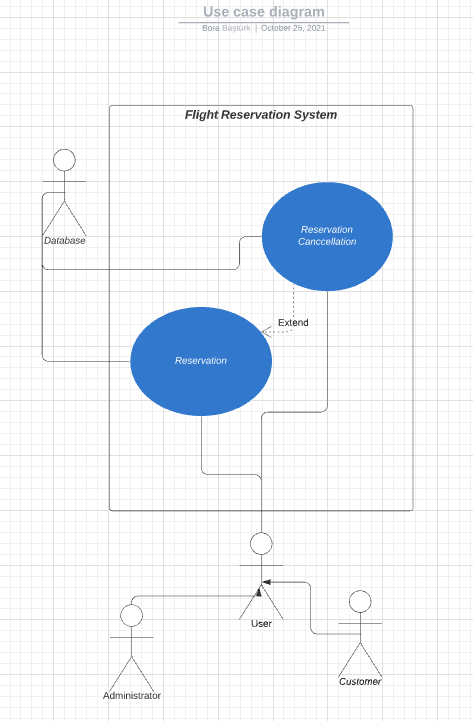 Use case diagram
Bora Baştürk | October 25, 2021
Flight Reservation System
Database
Reservation
Canccellation
Extend
Reservation
User
Administrator
Customer